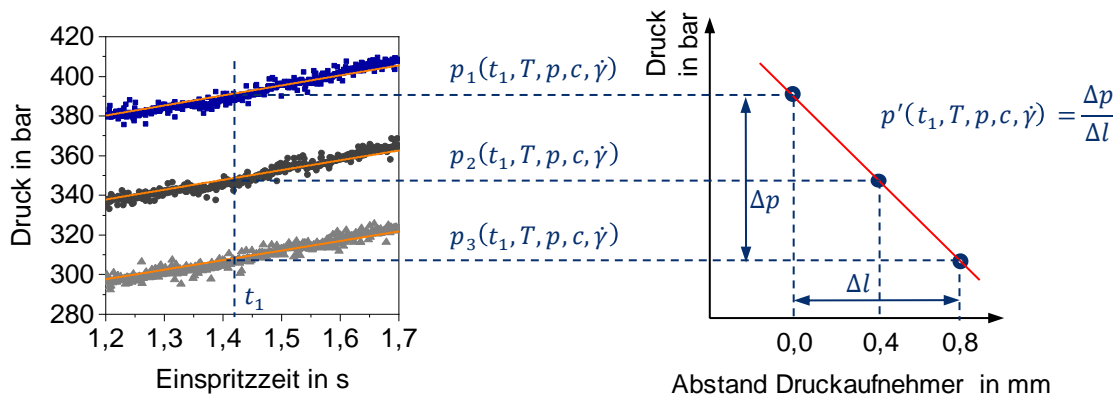 420
400
380
360
340
320
300
280
Druck in bar
1,2
1,3
1,4
1,5
1,6
1,7
Einspritzzeit in s
t₁
p₁(t₁, T, p, c, γ̇)
p₂(t₁, T, p, c, γ̇)
p₃(t₁, T, p, c, γ̇)
Druck
in bar
p′(t₁, T, p, c, γ̇) = Δp/Δl
Δp
Δl
0,0
0,4
0,8
Abstand Druckaufnehmer in mm